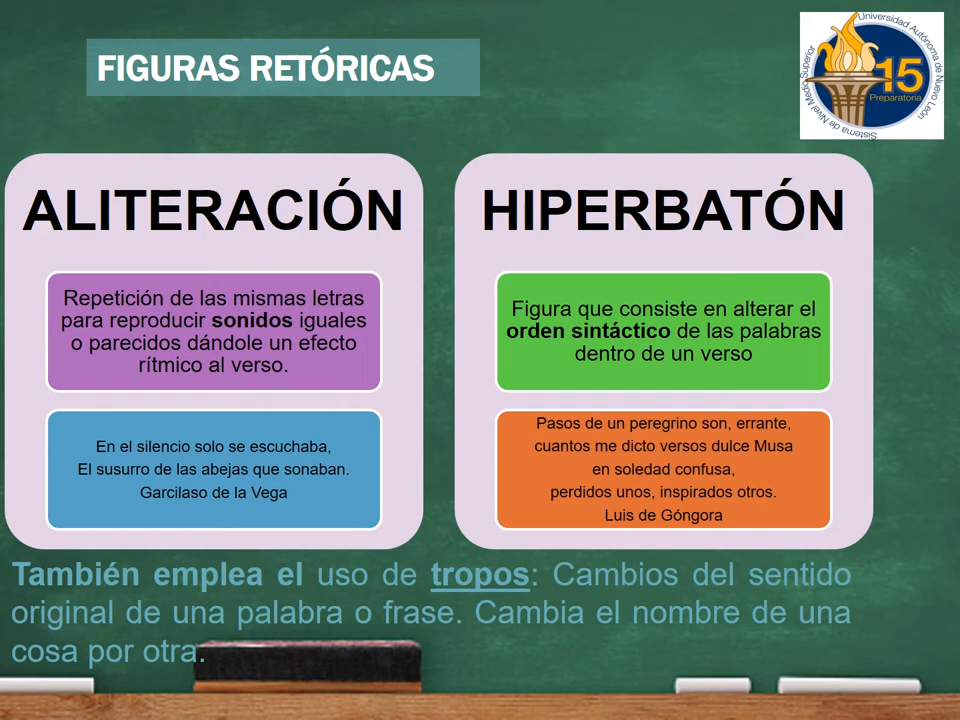 FIGURAS RETÓRICAS
Universidad Autónoma de Nuevo León
Sistema de Nivel Medio Superior
15
Preparatoria
ALITERACIÓN
Repetición de las mismas letras
para reproducir sonidos iguales
o parecidos dándole un efecto
rítmico al verso.
En el silencio solo se escuchaba,
El susurro de las abejas que sonaban.
Garcilaso de la Vega
HIPERBATÓN
Figura que consiste en alterar el
orden sintáctico de las palabras
dentro de un verso
Pasos de un peregrino son, errante,
cuantos me dicto versos dulce Musa
en soledad confusa,
perdidos unos, inspirados otros.
Luis de Góngora
También emplea el uso de tropos: Cambios del sentido
original de una palabra o frase. Cambia el nombre de una
cosa por otra.